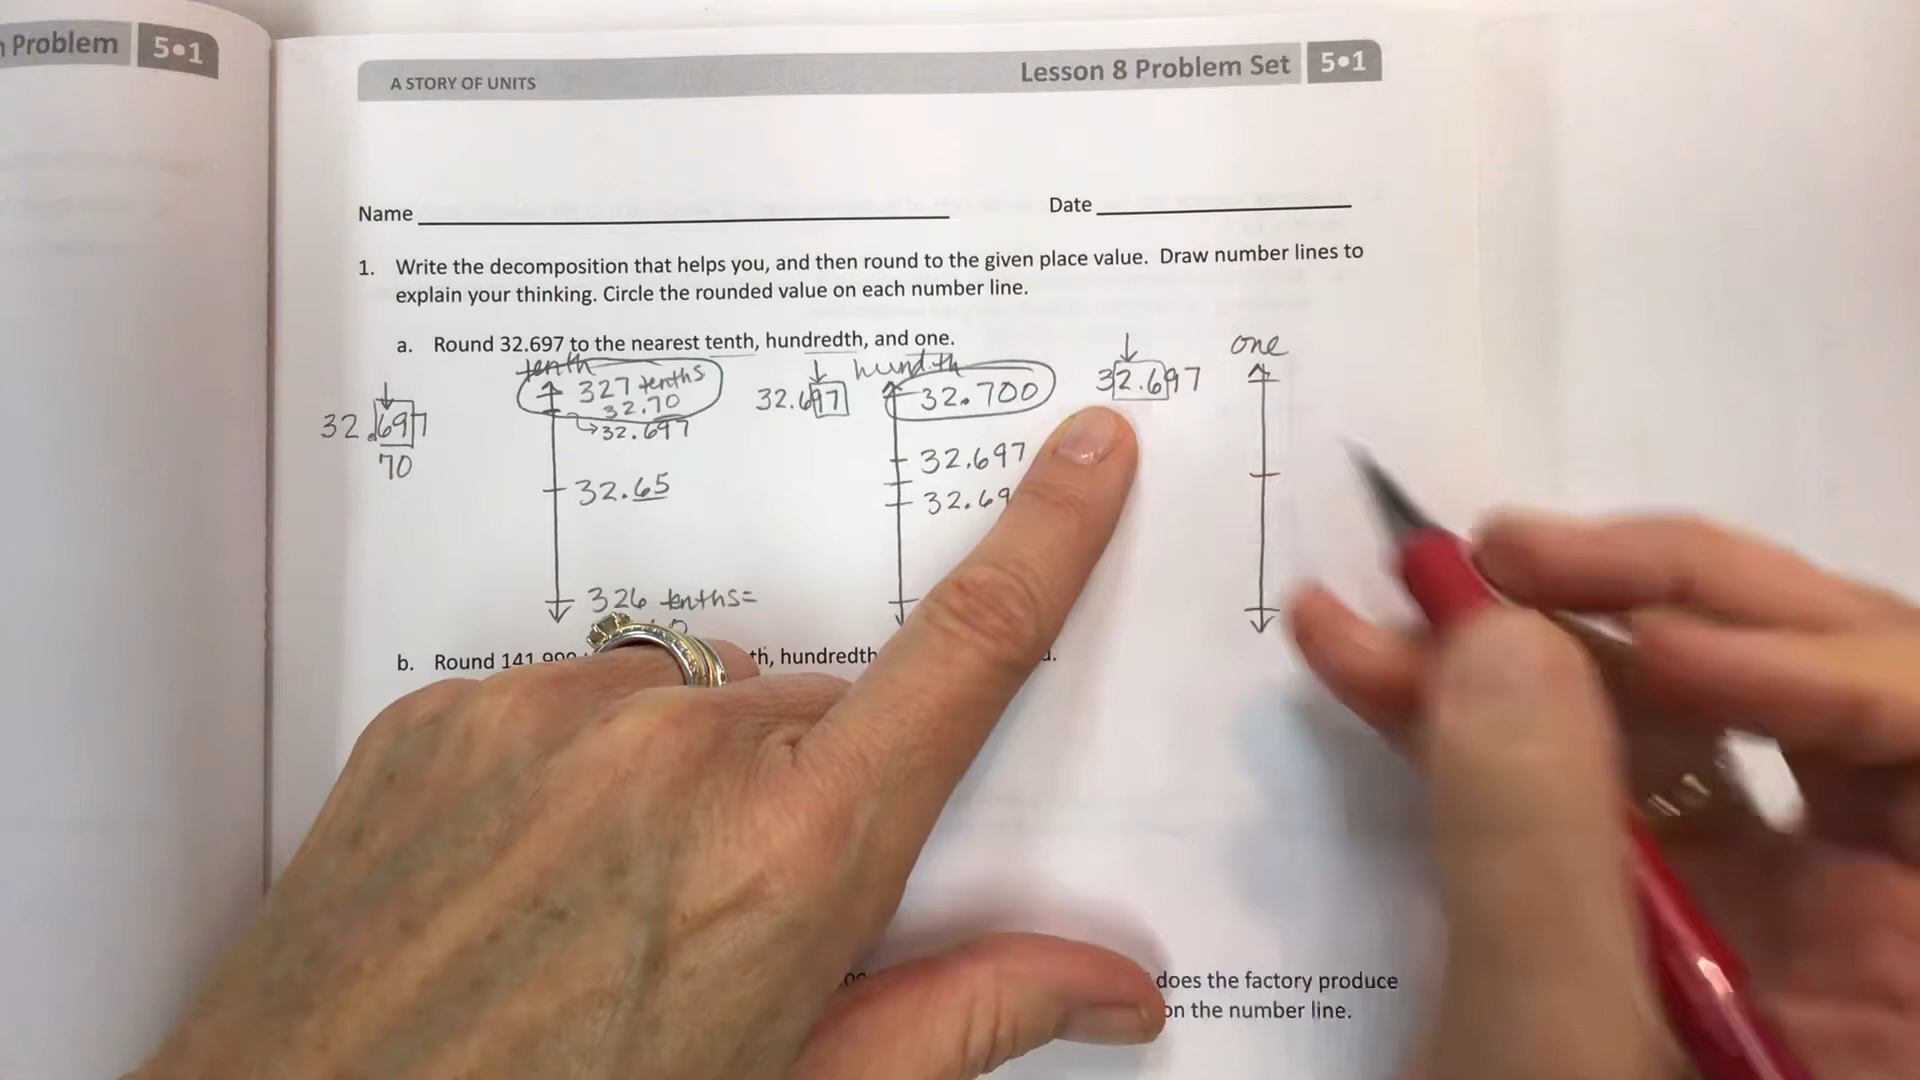 Problem 5•1
A STORY OF UNITS
Lesson 8 Problem Set 5•1
Name
Date
1. Write the decomposition that helps you, and then round to the given place value. Draw number lines to
explain your thinking. Circle the rounded value on each number line.
a. Round 32.697 to the nearest tenth, hundredth, and one.
tenth
hundth
one
32.697
70
327 tenths
32.70
32.697
32.65
326 tenths=
32.697
32.700
32.697
32.69
32.697
b. Round 141.999
th, hundredth
does the factory produce
on the number line.